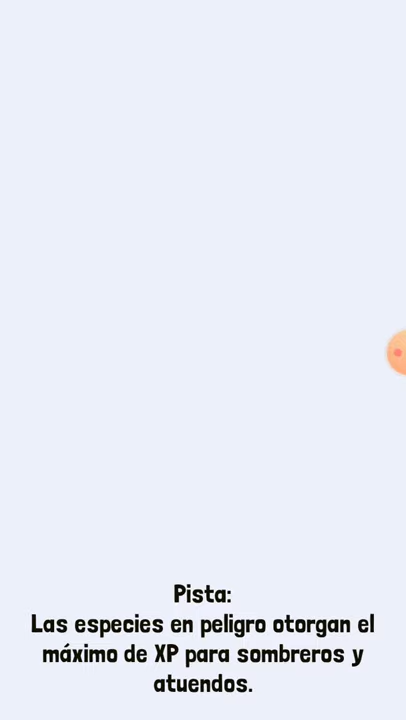 Pista:
Las especies en peligro otorgan el
máximo de XP para sombreros y
atuendos.